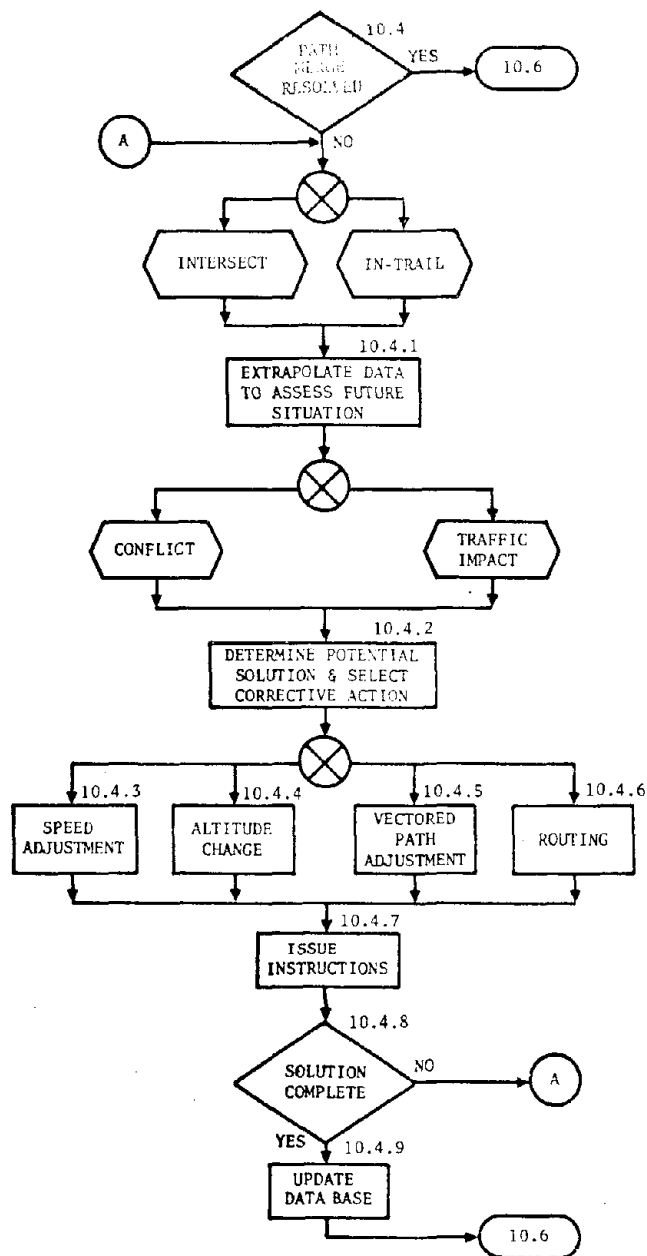 10.4
PATH
MERGE
RESOLVED
YES
10.6
A
NO
INTERSECT
IN-TRAIL
10.4.1
EXTRAPOLATE DATA
TO ASSESS FUTURE
SITUATION
CONFLICT
TRAFFIC
IMPACT
10.4.2
DETERMINE POTENTIAL
SOLUTION & SELECT
CORRECTIVE ACTION
10.4.3
SPEED
ADJUSTMENT
10.4.4
ALTITUDE
CHANGE
10.4.5
VECTORED
PATH
ADJUSTMENT
10.4.6
ROUTING
10.4.7
ISSUE
INSTRUCTIONS
10.4.8
SOLUTION
COMPLETE
NO
A
YES
10.4.9
UPDATE
DATA BASE
10.6